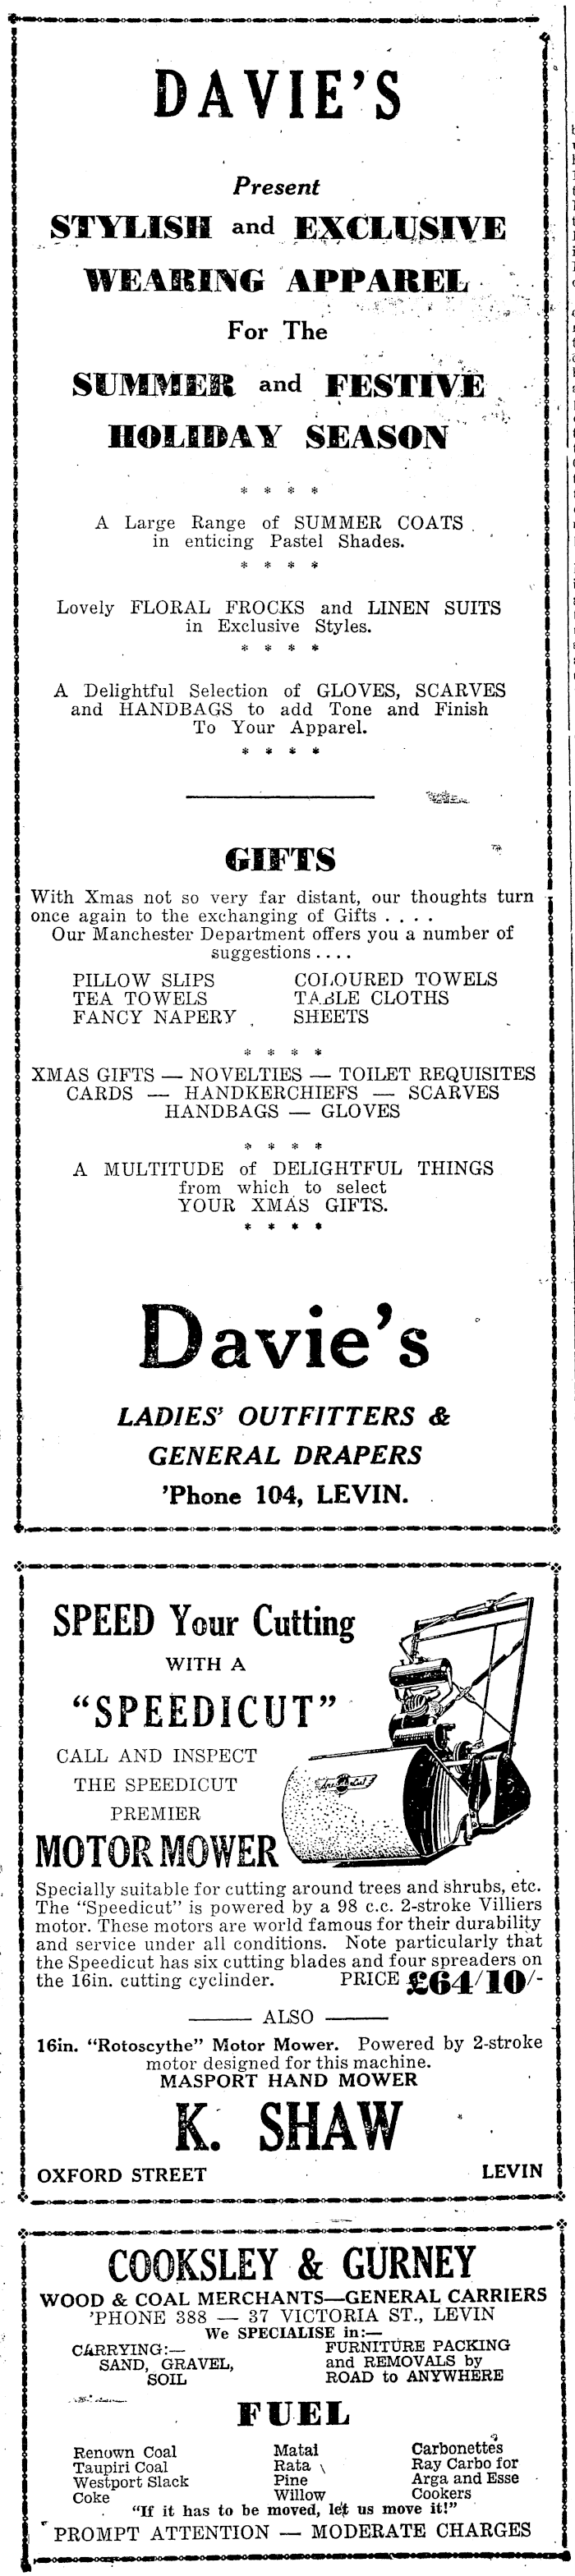 DAVIE'S
Present
STYLISH and EXCLUSIVE
WEARING APPAREL
For The
SUMMER and FESTIVE
HOLIDAY SEASON
* * * *
A Large Range of SUMMER COATS
in enticing Pastel Shades.
* * * *
Lovely FLORAL FROCKS and LINEN SUITS
in Exclusive Styles.
* * * *
A Delightful Selection of GLOVES, SCARVES
and HANDBAGS to add Tone and Finish
To Your Apparel.
* * * *
GIFTS
With Xmas not so very far distant, our thoughts turn
once again to the exchanging of Gifts . . . .
Our Manchester Department offers you a number of
suggestions . . . .
PILLOW SLIPS COLOURED TOWELS
TEA TOWELS TABLE CLOTHS
FANCY NAPERY SHEETS
* * * *
XMAS GIFTS — NOVELTIES — TOILET REQUISITES
CARDS — HANDKERCHIEFS — SCARVES
HANDBAGS — GLOVES
* * * *
A MULTITUDE of DELIGHTFUL THINGS
from which to select
YOUR XMAS GIFTS.
* * * *
Davie's
LADIES' OUTFITTERS &
GENERAL DRAPERS
'Phone 104, LEVIN.
SPEED Your Cutting
WITH A
"SPEEDICUT"
CALL AND INSPECT
THE SPEEDICUT
PREMIER
MOTOR MOWER
Specially suitable for cutting around trees and shrubs, etc.
The "Speedicut" is powered by a 98 c.c. 2-stroke Villiers
motor. These motors are world famous for their durability
and service under all conditions. Note particularly that
the Speedicut has six cutting blades and four spreaders on
the 16in. cutting cyclinder. PRICE £64/10/-
ALSO
16in. "Rotoscythe" Motor Mower. Powered by 2-stroke
motor designed for this machine.
MASPORT HAND MOWER
K. SHAW
OXFORD STREET LEVIN
COOKSLEY & GURNEY
WOOD & COAL MERCHANTS—GENERAL CARRIERS
'PHONE 388 — 37 VICTORIA ST., LEVIN
We SPECIALISE in:—
CARRYING:— FURNITURE PACKING
SAND, GRAVEL, and REMOVALS by
SOIL ROAD to ANYWHERE
FUEL
Renown Coal Matai Carbonettes
Taupiri Coal Rata Ray Carbo for
Westport Slack Pine Arga and Esse
Coke Willow Cookers
"If it has to be moved, let us move it!"
PROMPT ATTENTION — MODERATE CHARGES